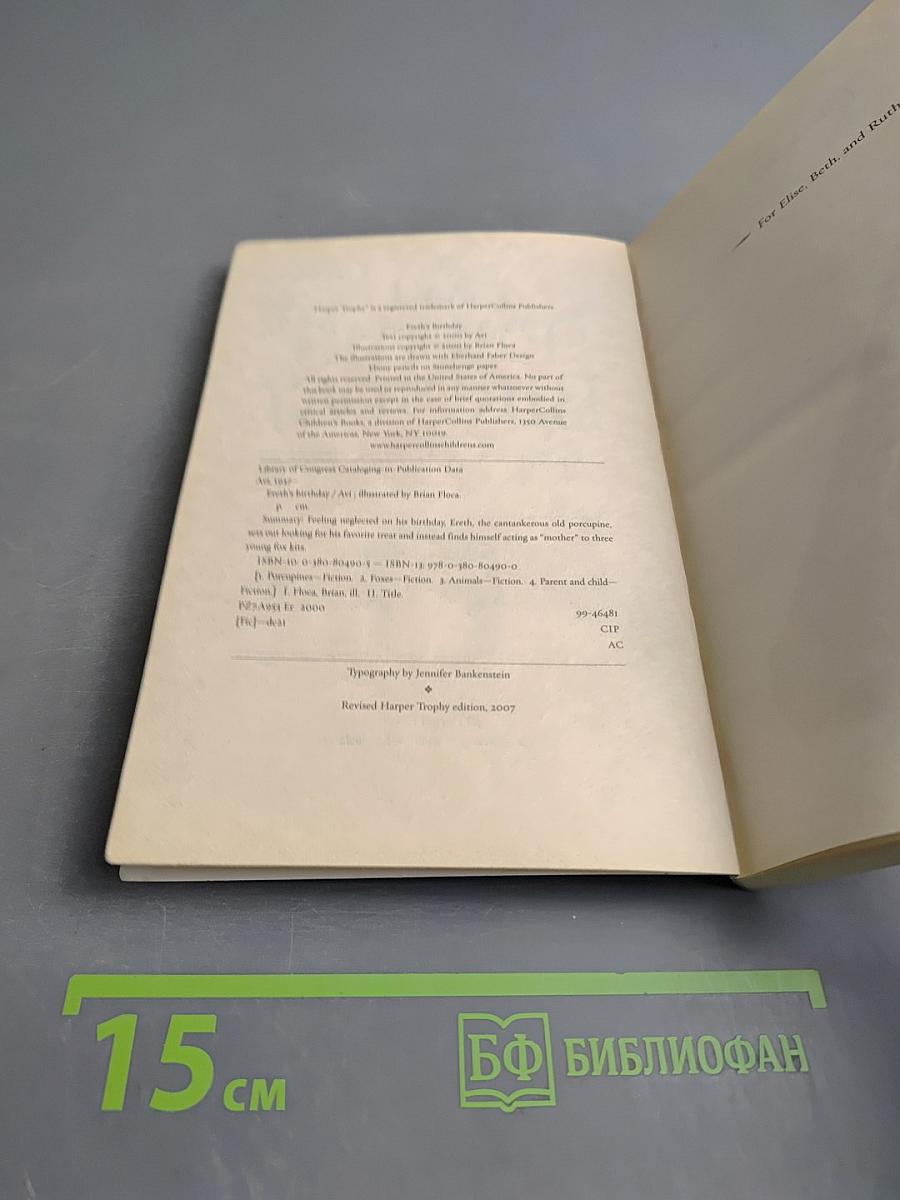 Harper Trophy® is a registered trademark of HarperCollins Publishers.
Ereth's Birthday
Text copyright © 2000 by Avi
Illustrations copyright © 2000 by Brian Floca
The illustrations are drawn with Eberhard Faber Design
Ebony pencils on Stonehenge paper.
All rights reserved. Printed in the United States of America. No part of
this book may be used or reproduced in any manner whatsoever without
written permission except in the case of brief quotations embodied in
critical articles and reviews. For information address HarperCollins
Children's Books, a division of HarperCollins Publishers, 1350 Avenue
of the Americas, New York, NY 10019.
www.harpercollinschildrens.com
Library of Congress Cataloging-in-Publication Data
Avi, 1937–
Ereth's birthday / Avi ; illustrated by Brian Floca.
p. cm.
Summary: Feeling neglected on his birthday, Ereth, the cantankerous old porcupine,
sets out looking for his favorite treat and instead finds himself acting as "mother" to three
young fox kits.
ISBN-10: 0-380-80490-5 — ISBN-13: 978-0-380-80490-0
[1. Porcupines—Fiction. 2. Foxes—Fiction. 3. Animals—Fiction. 4. Parent and child—
Fiction.] I. Floca, Brian, ill. II. Title.
PZ7.A953 Er 2000
99-46481
[Fic]—dc21
CIP
AC
Typography by Jennifer Bankenstein
❖
Revised Harper Trophy edition, 2007
For Elise, Beth, and Ruth
15 см
БФ БИБЛИОФАН